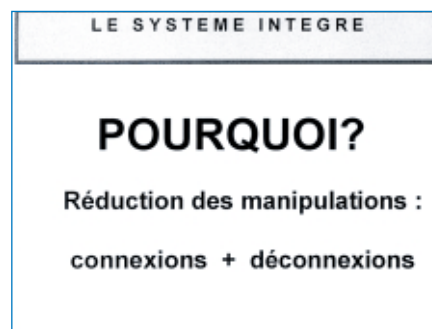 LE SYSTEME INTEGRE
POURQUOI?
Réduction des manipulations :
connexions + déconnexions